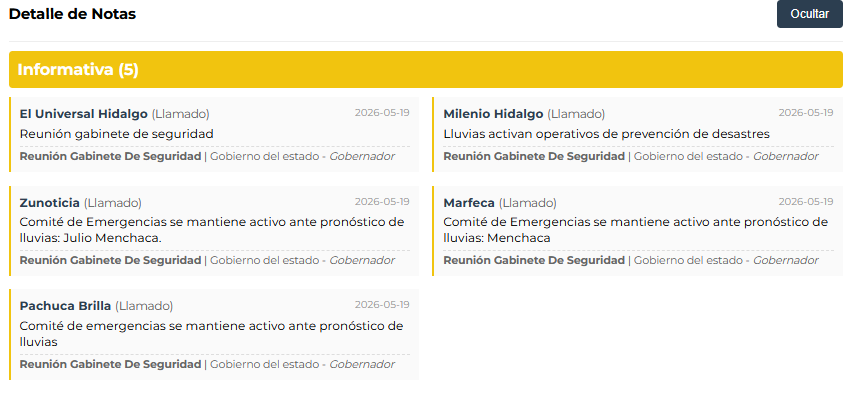 Detalle de Notas
Ocultar
Informativa (5)
El Universal Hidalgo (Llamado) 2026-05-19
Reunión gabinete de seguridad
Reunión Gabinete De Seguridad | Gobierno del estado - Gobernador
Milenio Hidalgo (Llamado) 2026-05-19
Lluvias activan operativos de prevención de desastres
Reunión Gabinete De Seguridad | Gobierno del estado - Gobernador
Zunoticia (Llamado) 2026-05-19
Comité de Emergencias se mantiene activo ante pronóstico de
lluvias: Julio Menchaca.
Reunión Gabinete De Seguridad | Gobierno del estado - Gobernador
Marfeca (Llamado) 2026-05-19
Comité de Emergencias se mantiene activo ante pronóstico de
lluvias: Menchaca
Reunión Gabinete De Seguridad | Gobierno del estado - Gobernador
Pachuca Brilla (Llamado) 2026-05-19
Comité de emergencias se mantiene activo ante pronóstico de
lluvias
Reunión Gabinete De Seguridad | Gobierno del estado - Gobernador